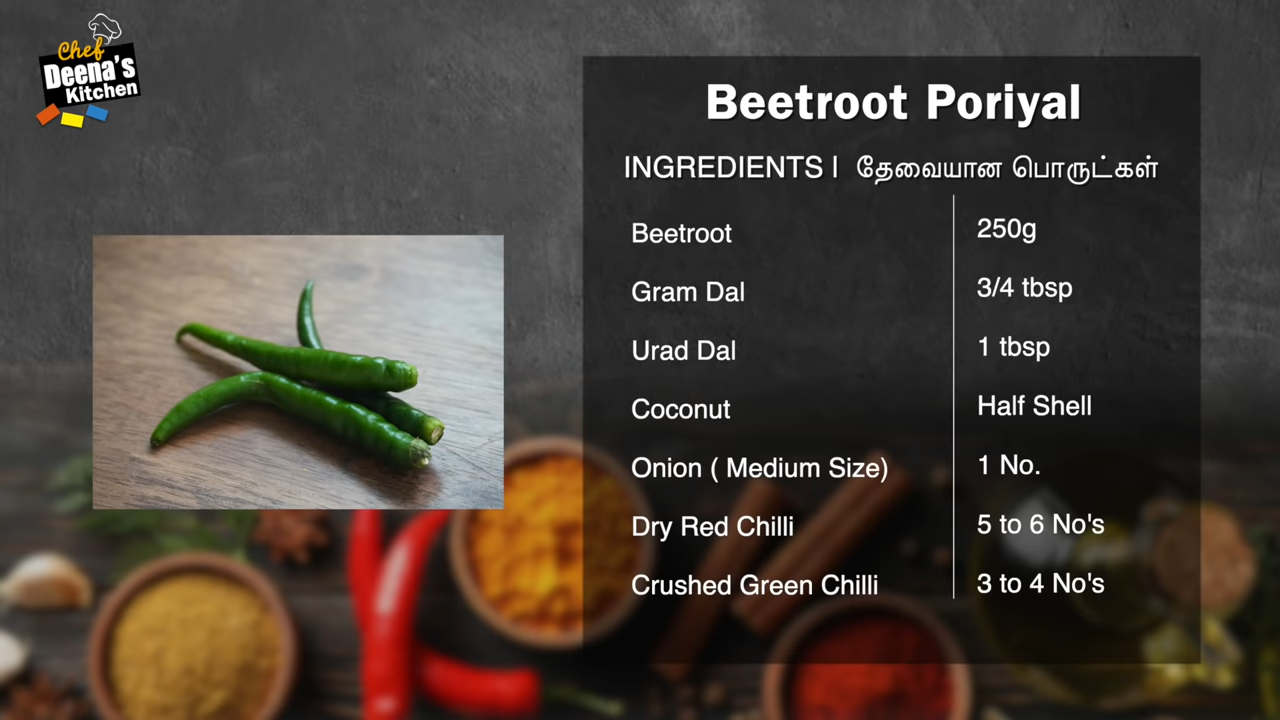 Chef
Deena's
Kitchen
Beetroot Poriyal
INGREDIENTS | தேவையான பொருட்கள்
Beetroot 250g
Gram Dal 3/4 tbsp
Urad Dal 1 tbsp
Coconut Half Shell
Onion ( Medium Size) 1 No.
Dry Red Chilli 5 to 6 No's
Crushed Green Chilli 3 to 4 No's